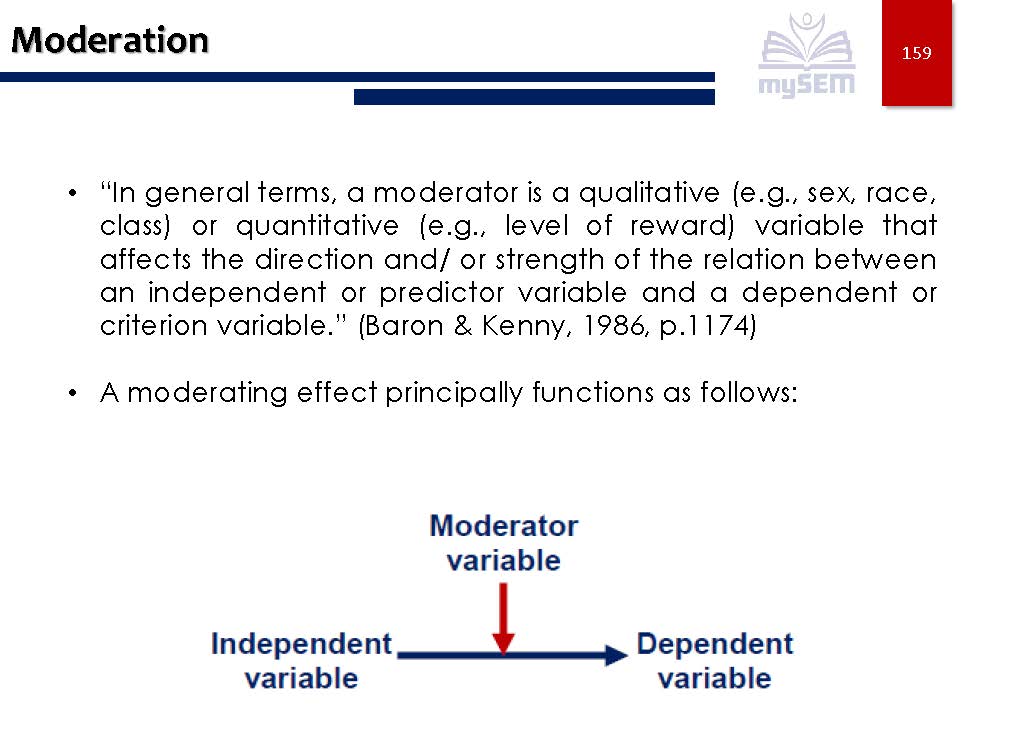 Moderation
mySEM
159
• “In general terms, a moderator is a qualitative (e.g., sex, race,
class) or quantitative (e.g., level of reward) variable that
affects the direction and/ or strength of the relation between
an independent or predictor variable and a dependent or
criterion variable.” (Baron & Kenny, 1986, p.1174)
• A moderating effect principally functions as follows:
Moderator
variable
Independent
variable
Dependent
variable